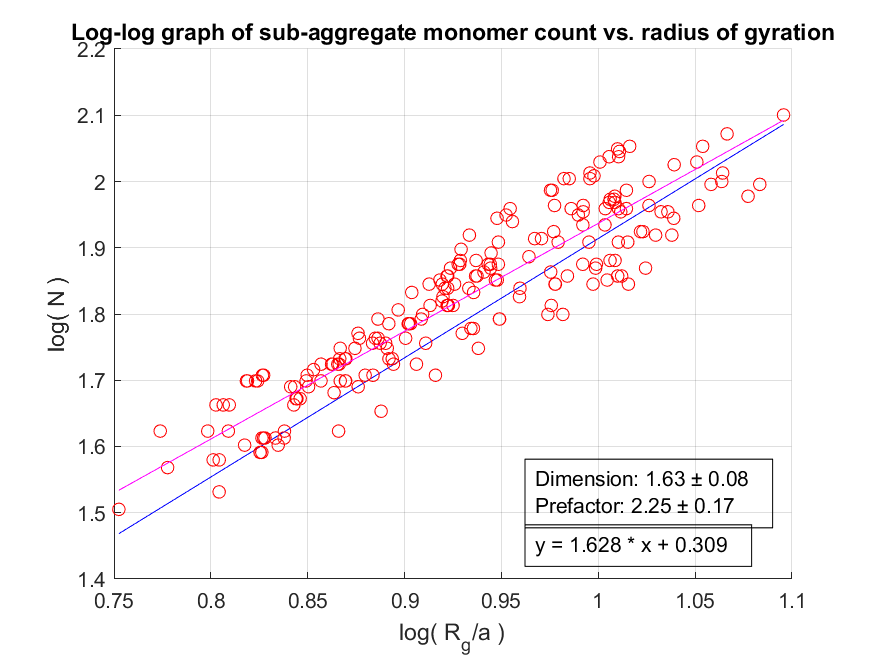 Log-log graph of sub-aggregate monomer count vs. radius of gyration
2.2
2.1
2
1.9
1.8
1.7
1.6
1.5
1.4
log( N )
Dimension: 1.63 ± 0.08
Prefactor: 2.25 ± 0.17
y = 1.628 * x + 0.309
0.75 0.8 0.85 0.9 0.95 1 1.05 1.1
log( R_g/a )